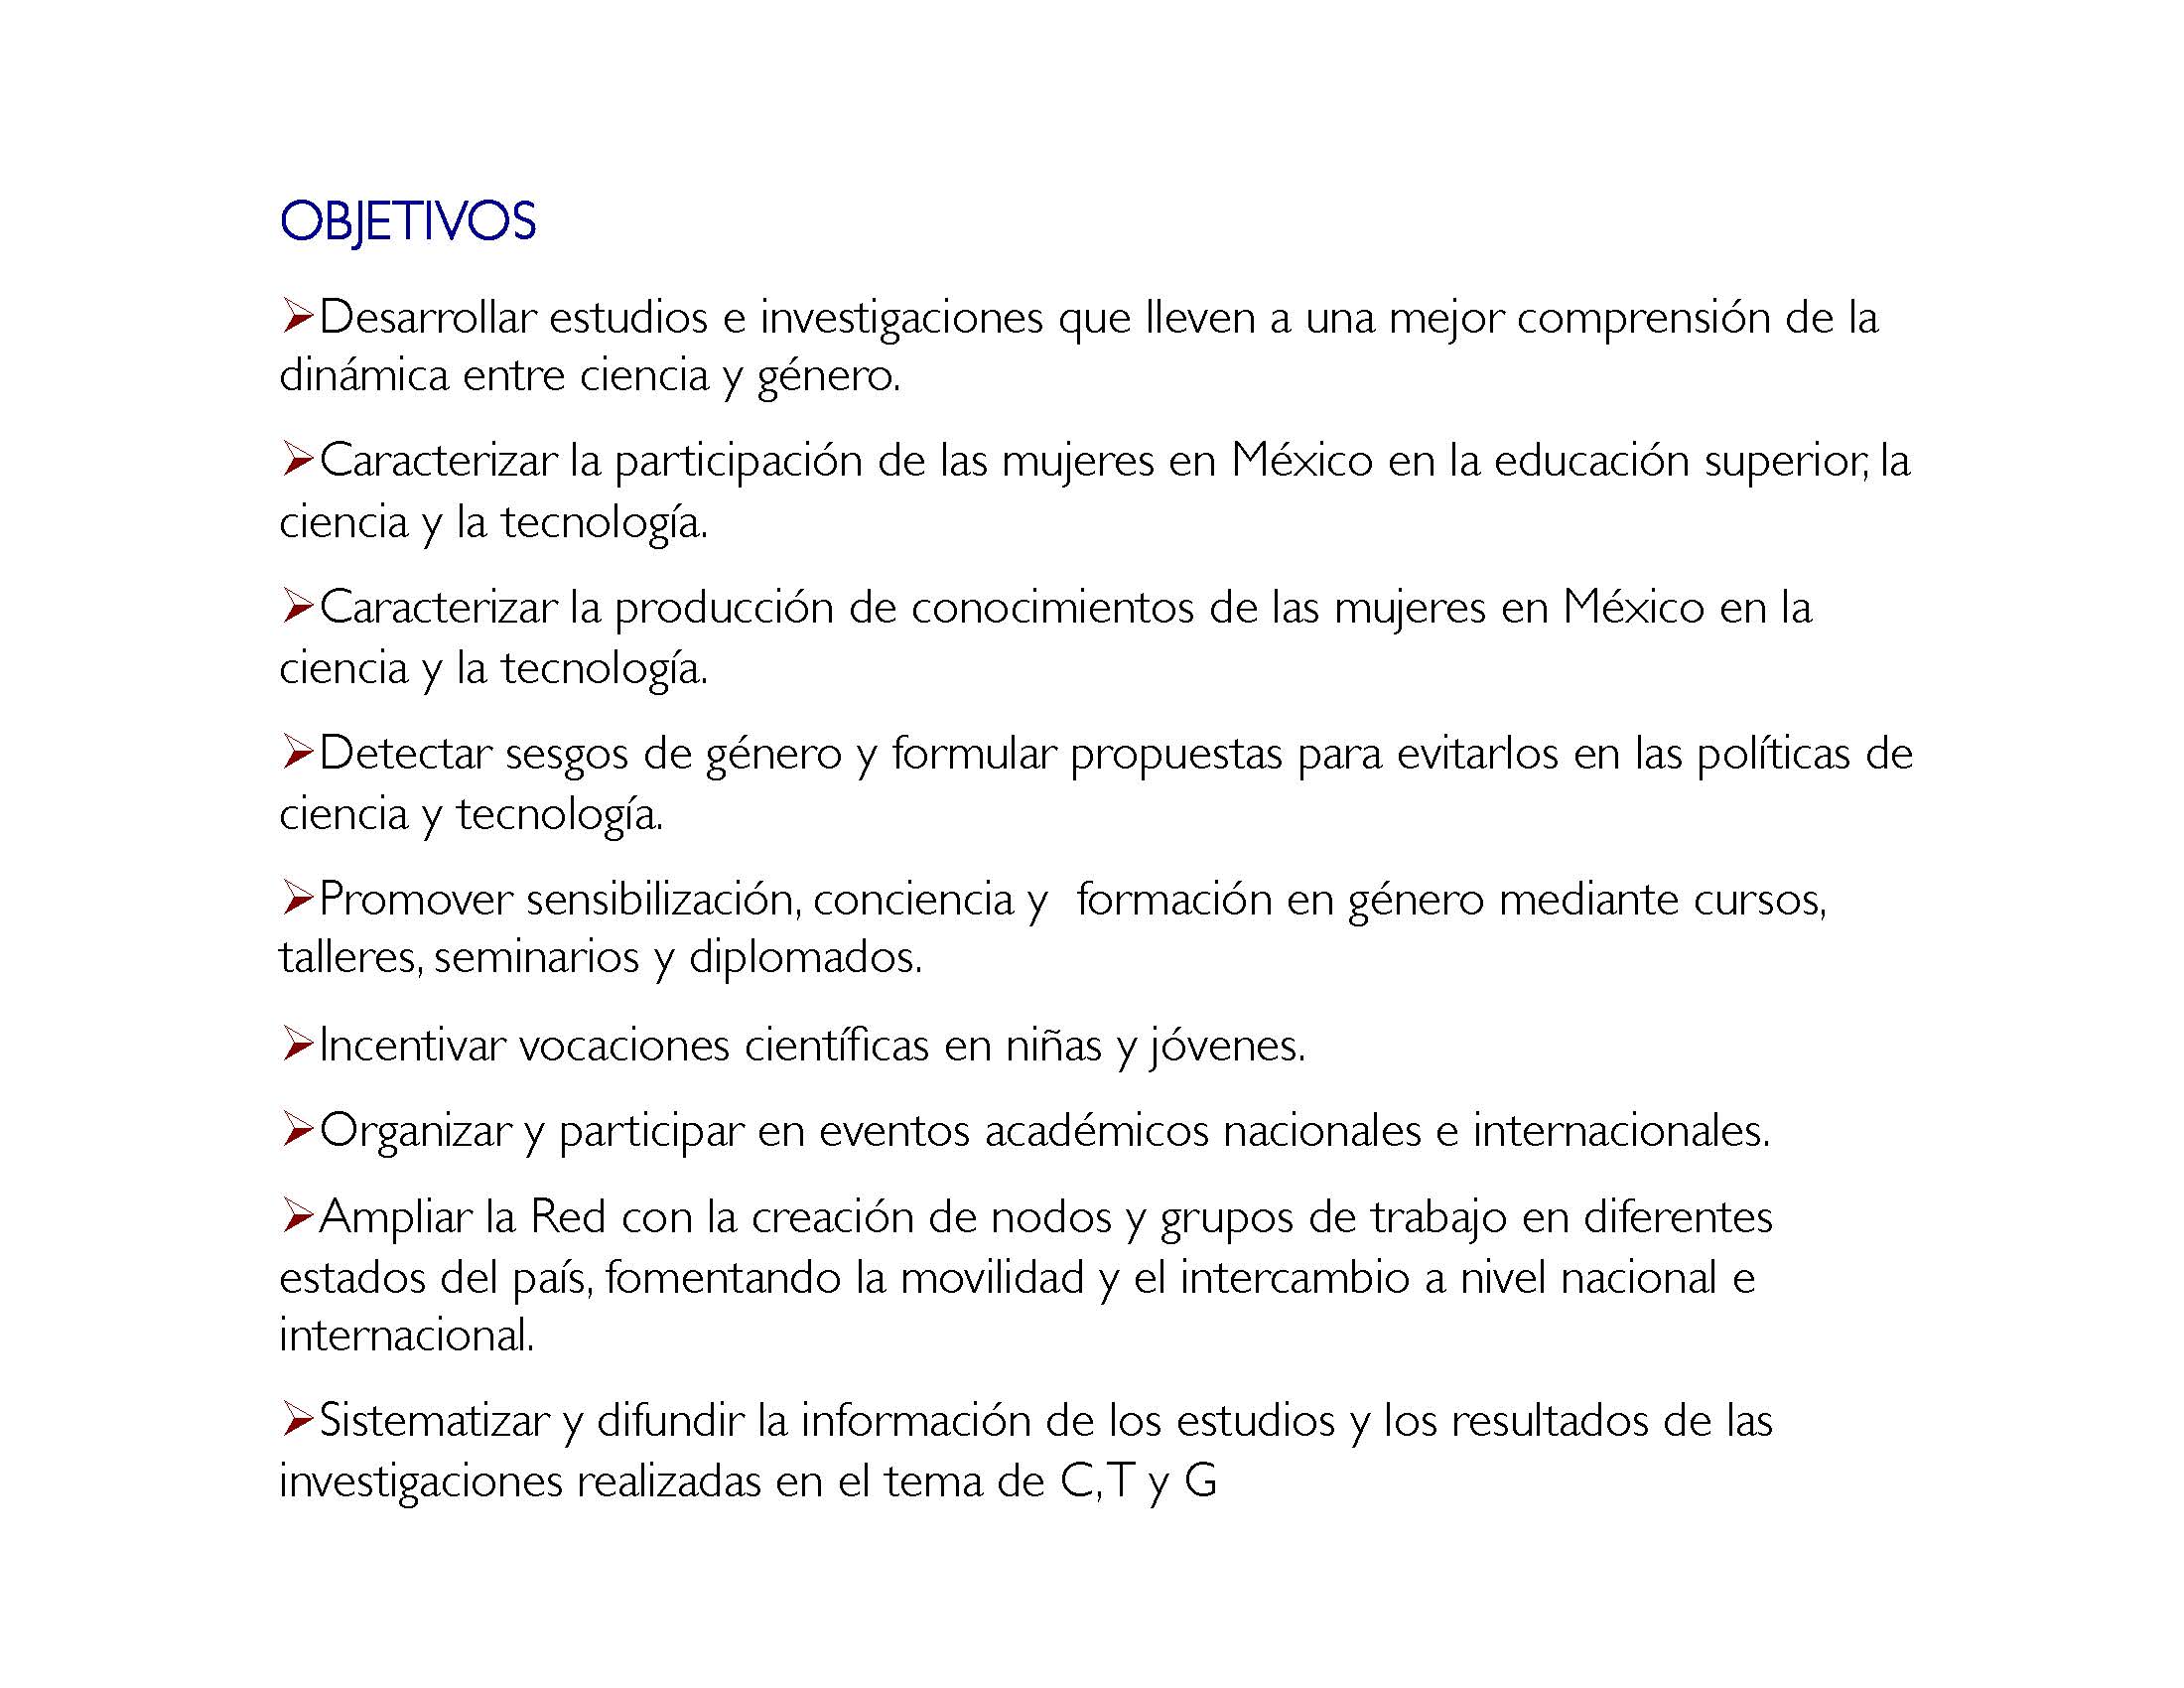 OBJETIVOS
➢Desarrollar estudios e investigaciones que lleven a una mejor comprensión de la
dinámica entre ciencia y género.
➢Caracterizar la participación de las mujeres en México en la educación superior, la
ciencia y la tecnología.
➢Caracterizar la producción de conocimientos de las mujeres en México en la
ciencia y la tecnología.
➢Detectar sesgos de género y formular propuestas para evitarlos en las políticas de
ciencia y tecnología.
➢Promover sensibilización, conciencia y  formación en género mediante cursos,
talleres, seminarios y diplomados.
➢Incentivar vocaciones científicas en niñas y jóvenes.
➢Organizar y participar en eventos académicos nacionales e internacionales.
➢Ampliar la Red con la creación de nodos y grupos de trabajo en diferentes
estados del país, fomentando la movilidad y el intercambio a nivel nacional e
internacional.
➢Sistematizar y difundir la información de los estudios y los resultados de las
investigaciones realizadas en el tema de C, T y G